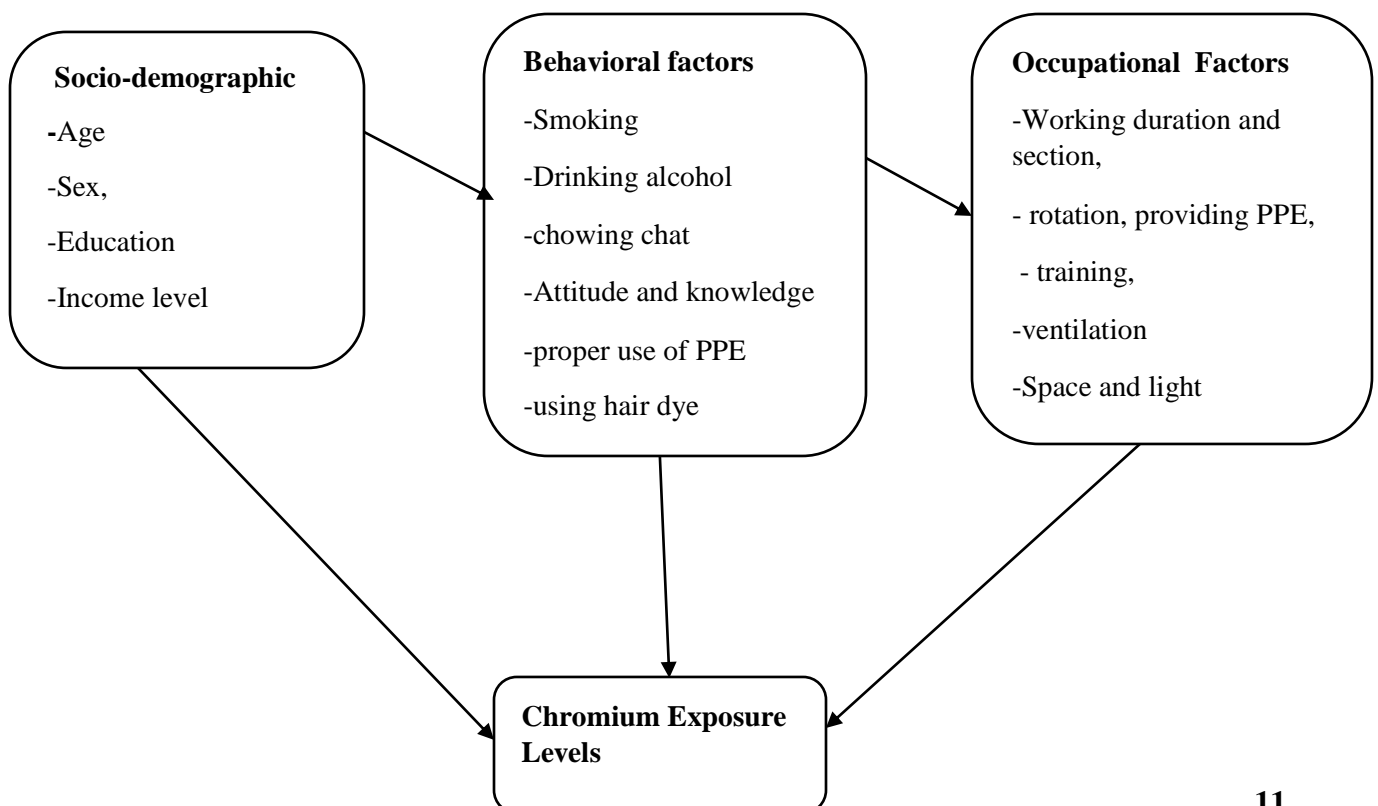 Socio-demographic
-Age
-Sex,
-Education
-Income level
Behavioral factors
-Smoking
-Drinking alcohol
-chowing chat
-Attitude and knowledge
-proper use of PPE
-using hair dye
Occupational Factors
-Working duration and
section,
- rotation, providing PPE,
- training,
-ventilation
-Space and light
Chromium Exposure
Levels
11